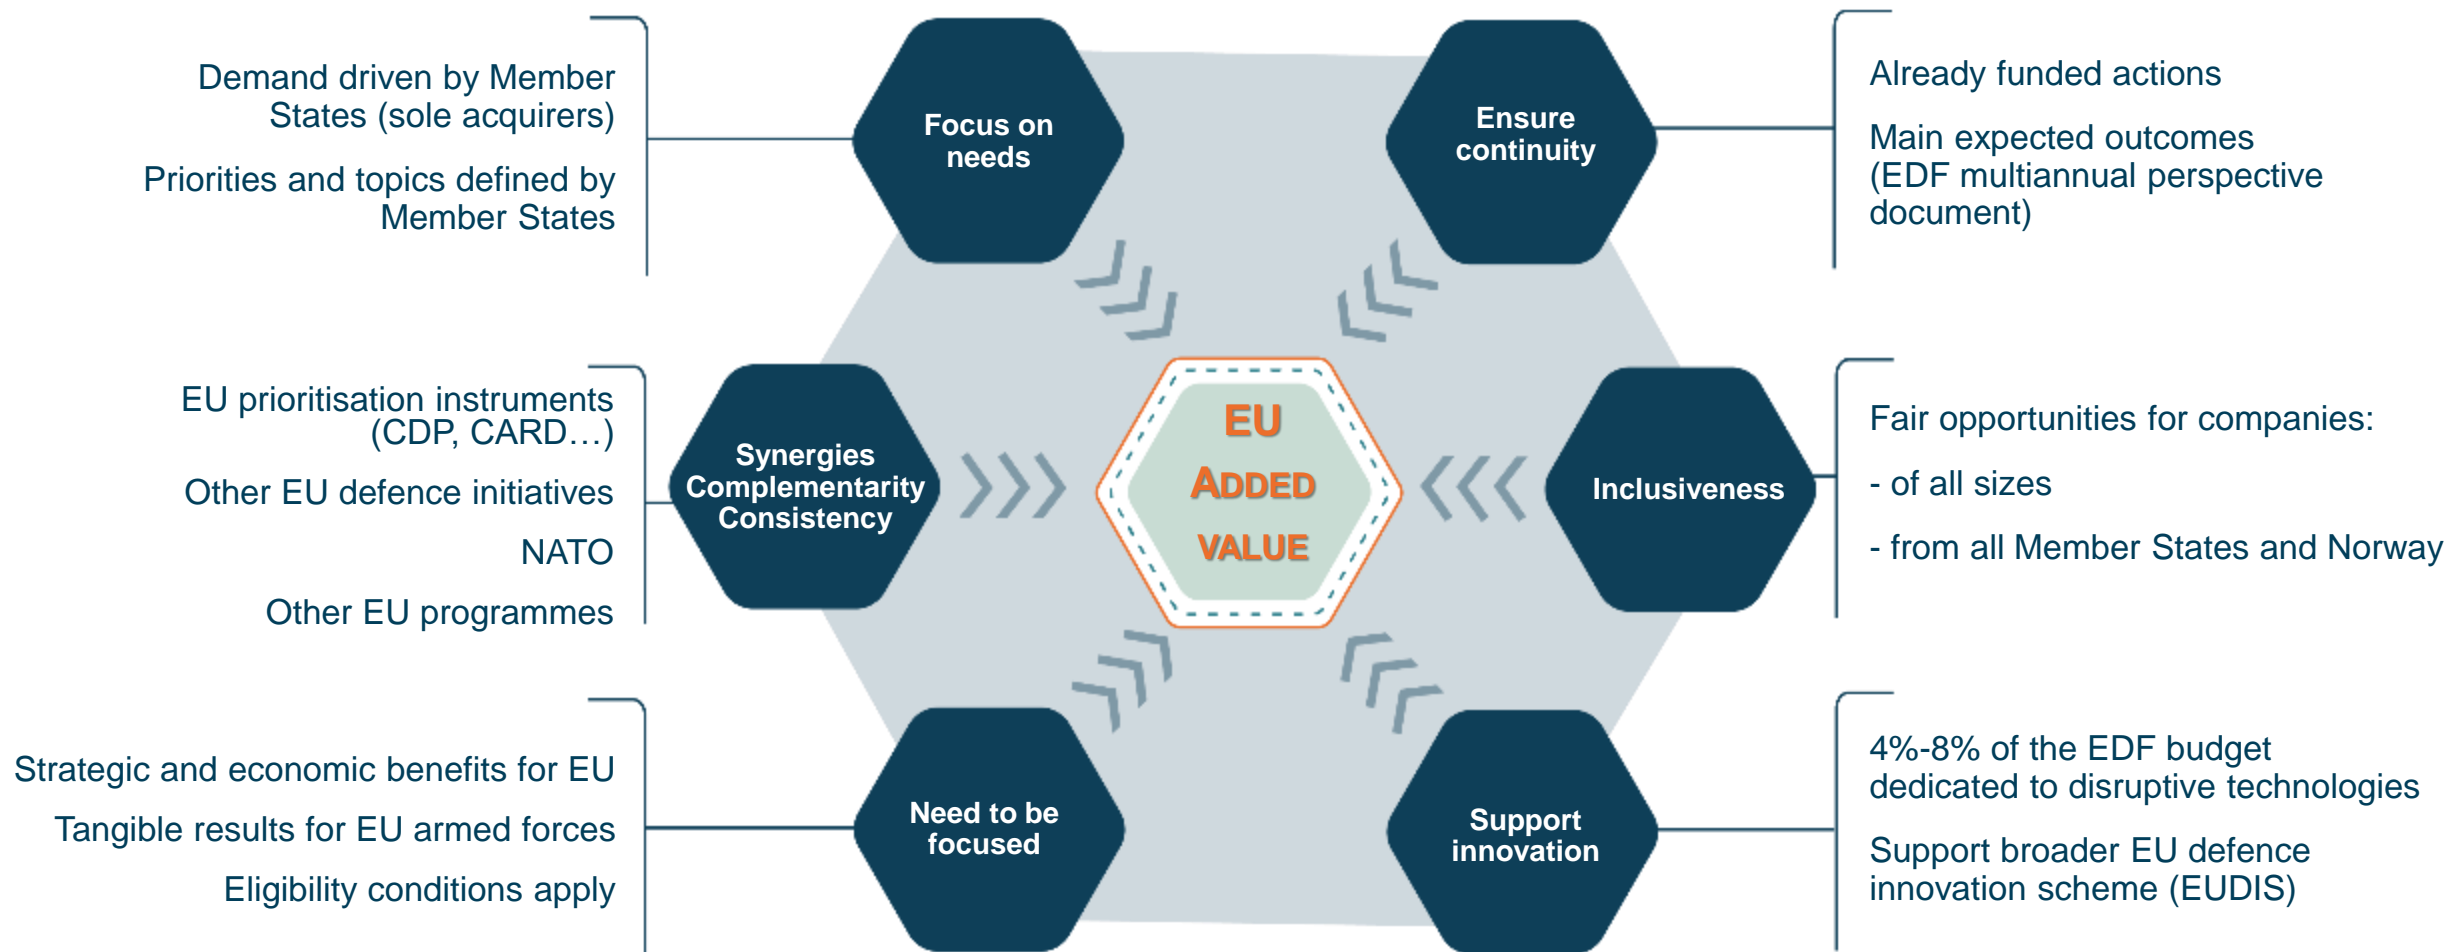 Demand driven by Member
States (sole acquirers)
Priorities and topics defined by
Member States
Focus on
needs
Ensure
continuity
Already funded actions
Main expected outcomes
(EDF multiannual perspective
document)
EU prioritisation instruments
(CDP, CARD…)
Other EU defence initiatives
NATO
Other EU programmes
Synergies
Complementarity
Consistency
EU
ADDED
VALUE
Inclusiveness
Fair opportunities for companies:
- of all sizes
- from all Member States and Norway
Strategic and economic benefits for EU
Tangible results for EU armed forces
Eligibility conditions apply
Need to be
focused
Support
innovation
4%-8% of the EDF budget
dedicated to disruptive technologies
Support broader EU defence
innovation scheme (EUDIS)